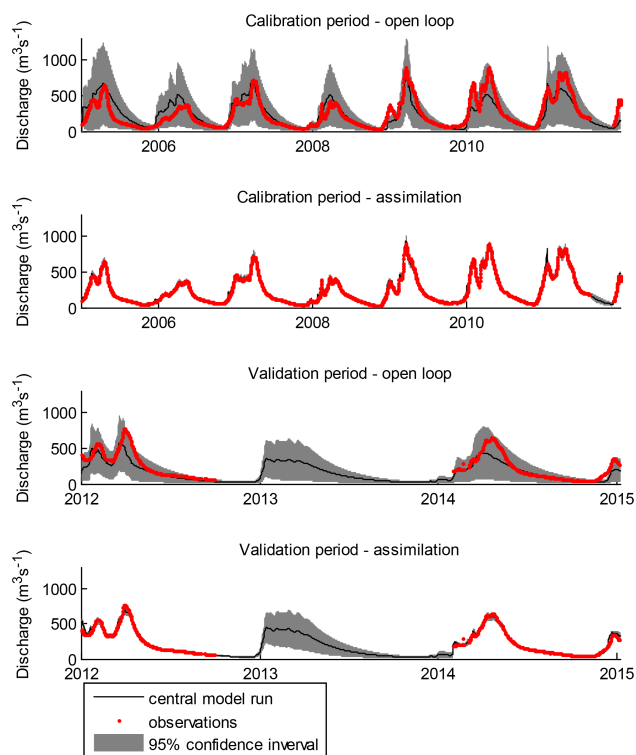 Calibration period - open loop
Discharge (m³s⁻¹)
1000
500
0
2006
2008
2010
Calibration period - assimilation
Discharge (m³s⁻¹)
1000
500
0
2006
2008
2010
Validation period - open loop
Discharge (m³s⁻¹)
1000
500
0
2012
2013
2014
2015
Validation period - assimilation
Discharge (m³s⁻¹)
1000
500
0
2012
2013
2014
2015
central model run
observations
95% confidence inverval